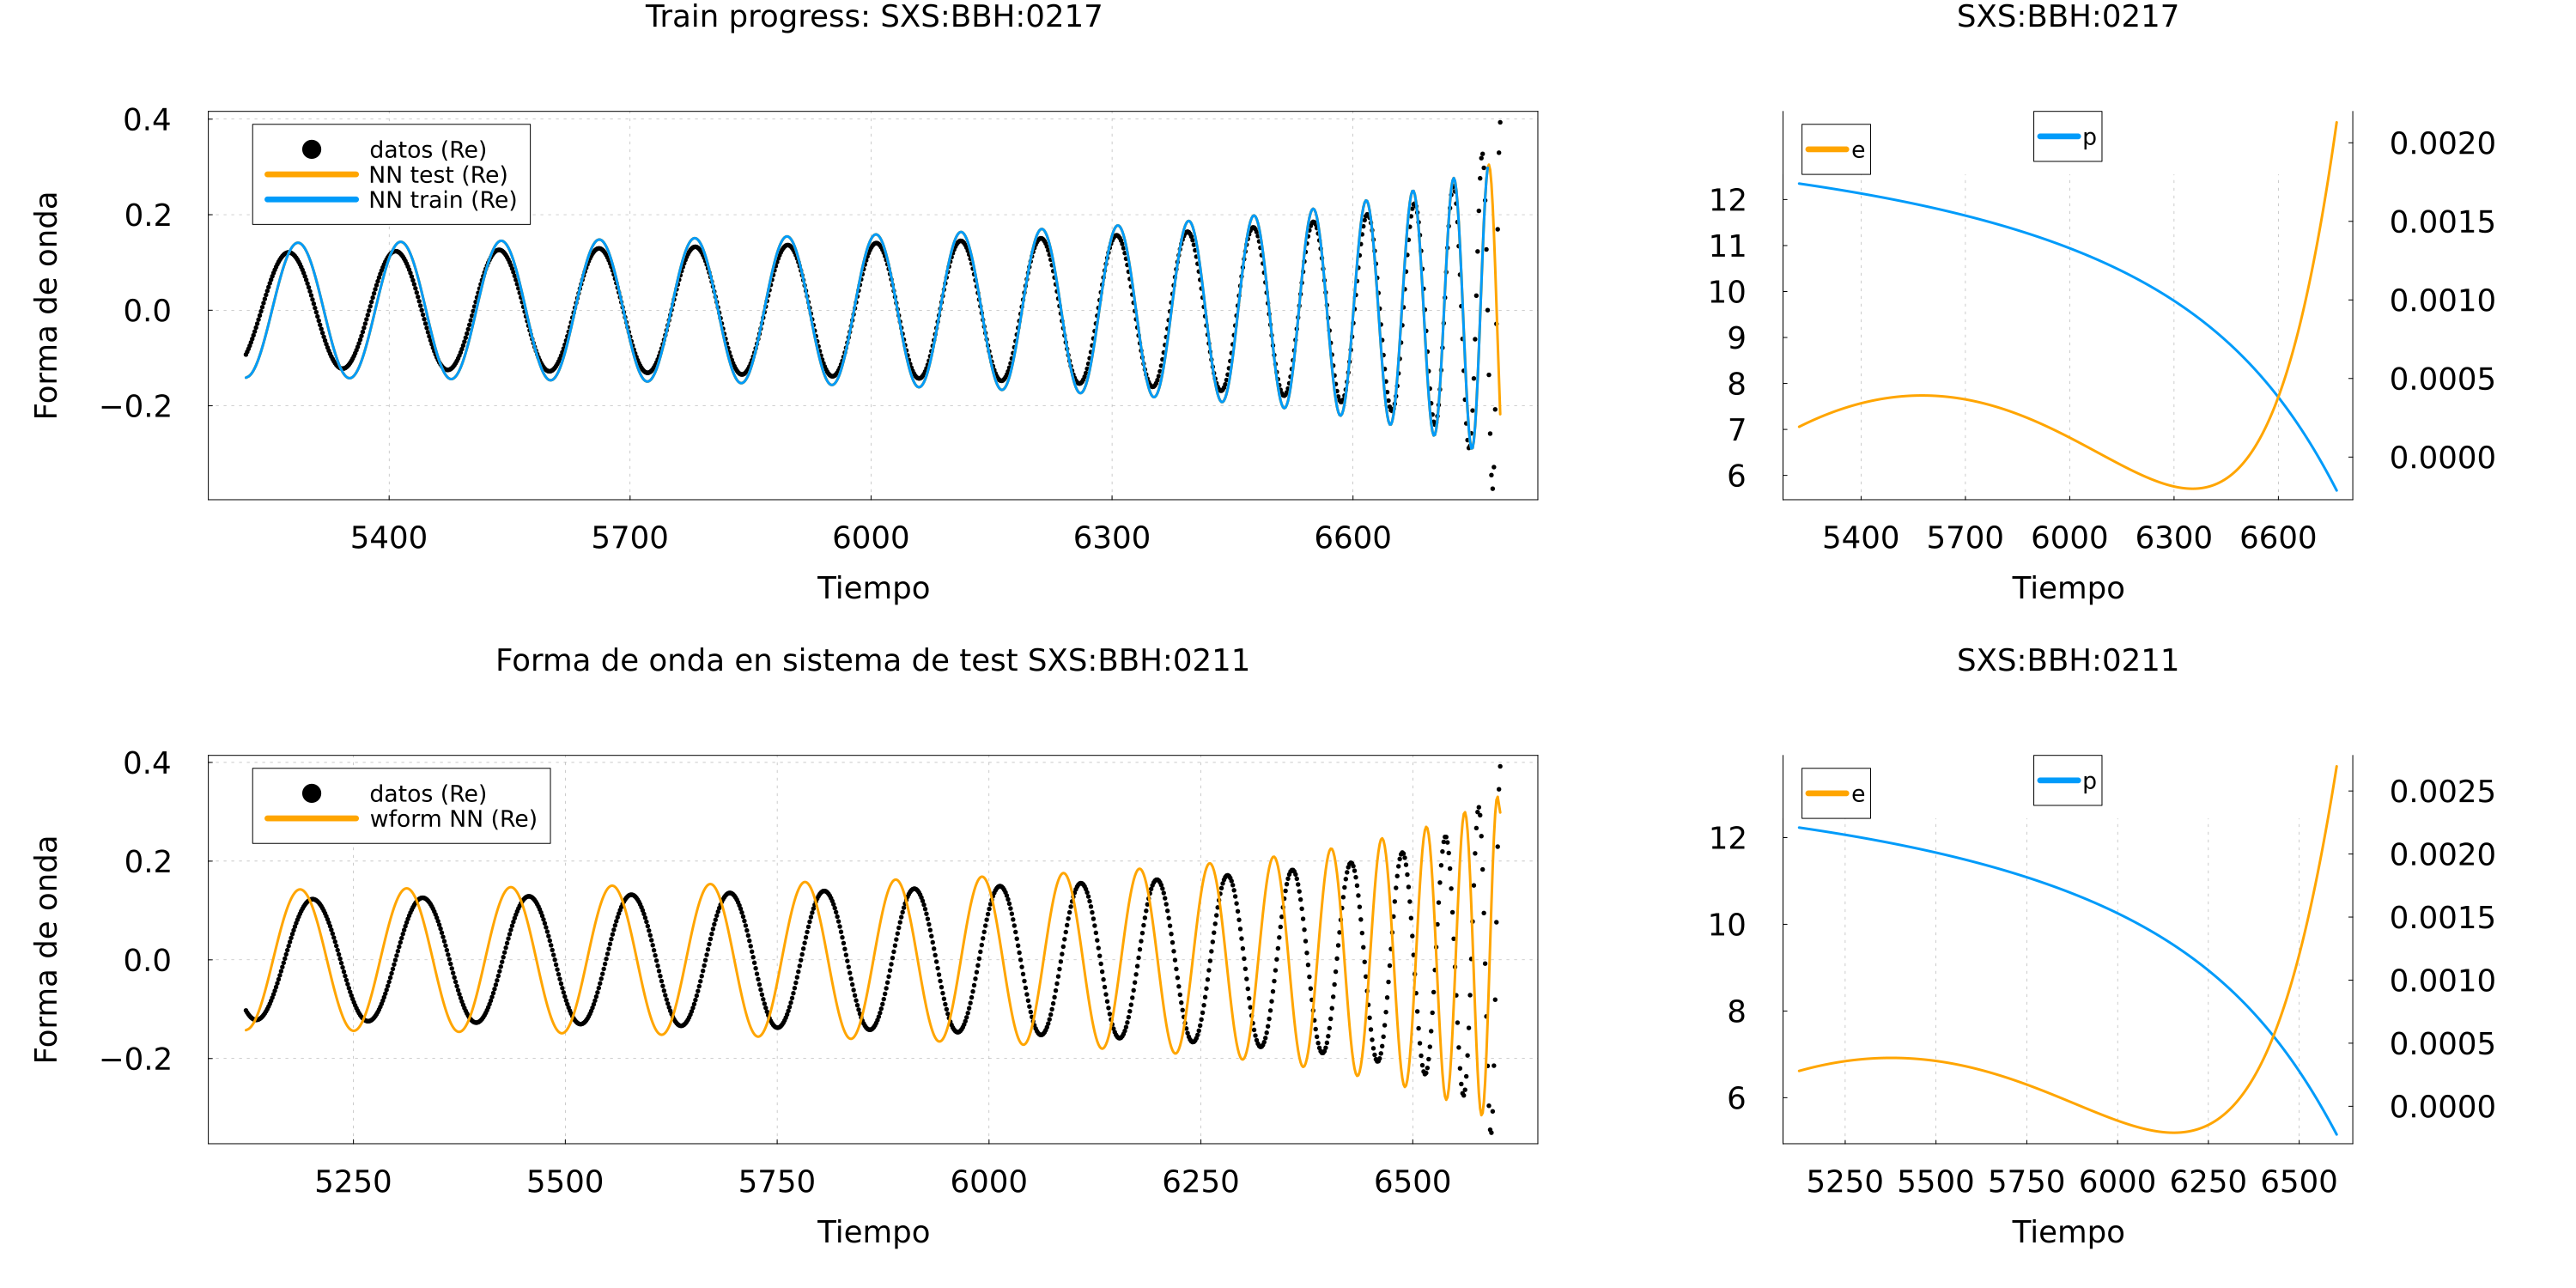 Train progress: SXS:BBH:0217
0.4
0.2
0.0
−0.2
Forma de onda
datos (Re)
NN test (Re)
NN train (Re)
5400 5700 6000 6300 6600
Tiempo
SXS:BBH:0217
12
11
10
9
8
7
6
e
p
0.0020
0.0015
0.0010
0.0005
0.0000
5400 5700 6000 6300 6600
Tiempo
Forma de onda en sistema de test SXS:BBH:0211
0.4
0.2
0.0
−0.2
Forma de onda
datos (Re)
wform NN (Re)
5250 5500 5750 6000 6250 6500
Tiempo
SXS:BBH:0211
12
10
8
6
e
p
0.0025
0.0020
0.0015
0.0010
0.0005
0.0000
5250 5500 5750 6000 6250 6500
Tiempo